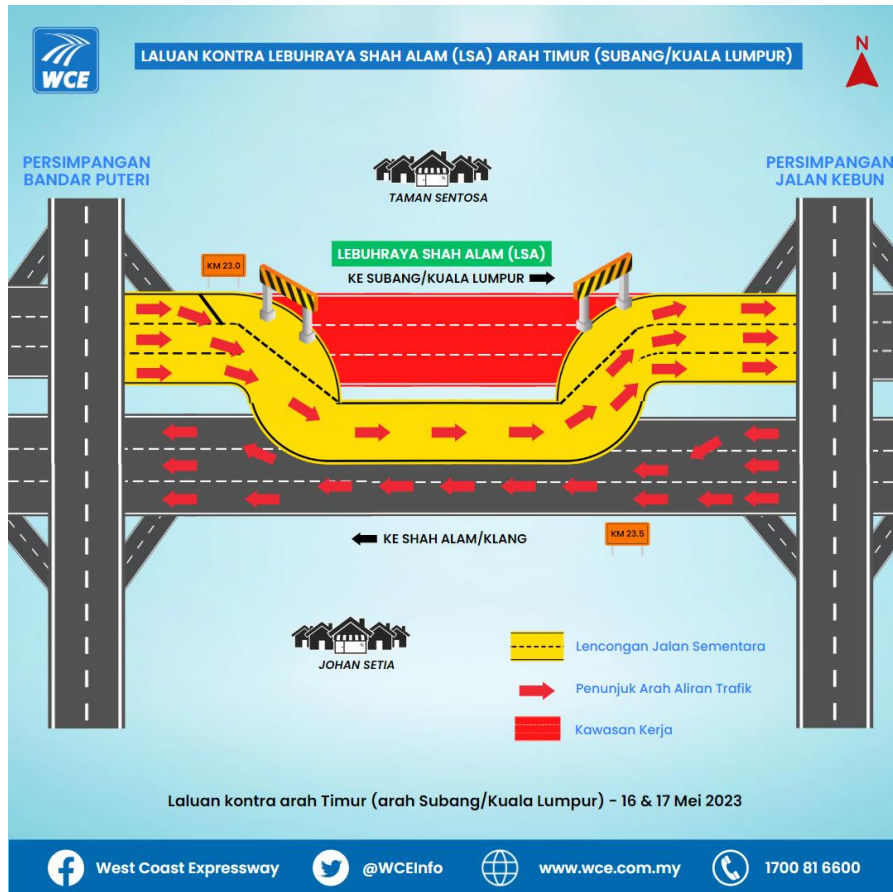 WCE
LALUAN KONTRA LEBUHRAYA SHAH ALAM (LSA) ARAH TIMUR (SUBANG/KUALA LUMPUR)
N
PERSIMPANGAN
BANDAR PUTERI
TAMAN SENTOSA
PERSIMPANGAN
JALAN KEBUN
KM 23.0
LEBUHRAYA SHAH ALAM (LSA)
KE SUBANG/KUALA LUMPUR
KE SHAH ALAM/KLANG
KM 23.5
JOHAN SETIA
Lencongan Jalan Sementara
Penunjuk Arah Aliran Trafik
Kawasan Kerja
Laluan kontra arah Timur (arah Subang/Kuala Lumpur) - 16 & 17 Mei 2023
West Coast Expressway
@WCEInfo
www.wce.com.my
1700 81 6600